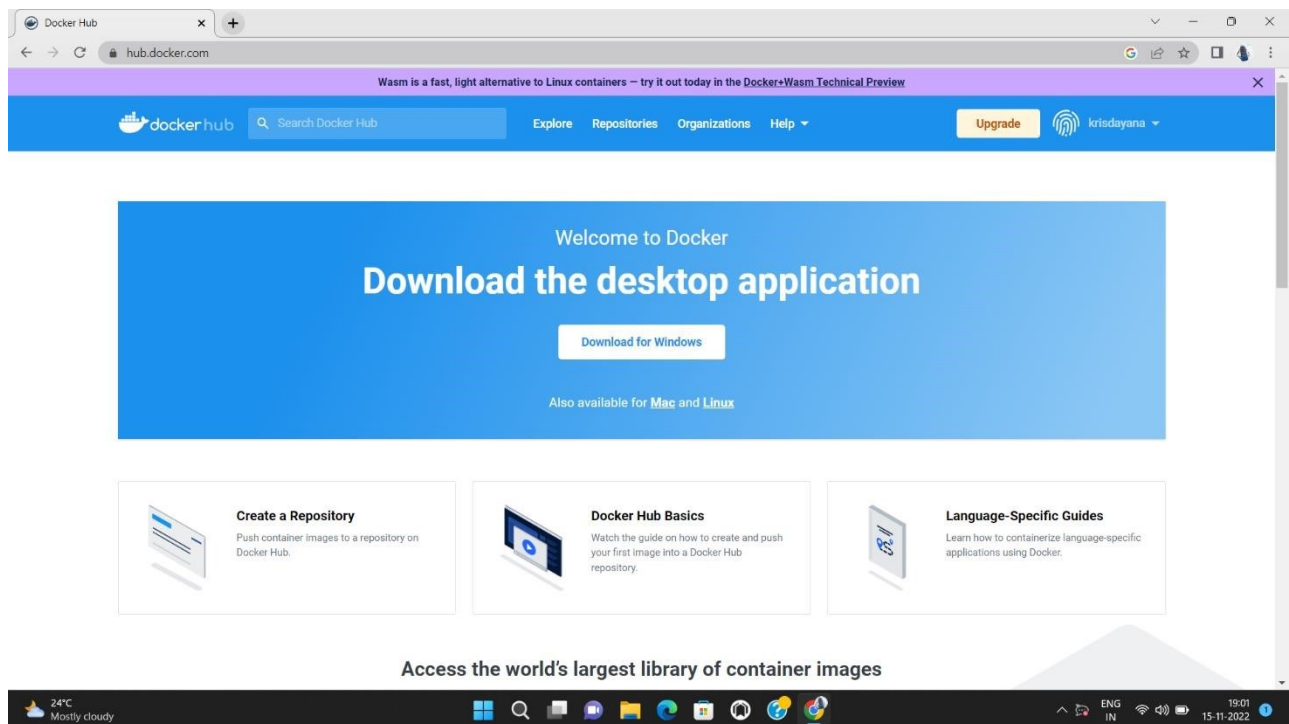 Docker Hub
hub.docker.com
Wasm is a fast, light alternative to Linux containers — try it out today in the Docker+Wasm Technical Preview
dockerhub
Search Docker Hub
Explore Repositories Organizations Help
Upgrade
krisdayana
Welcome to Docker
Download the desktop application
Download for Windows
Also available for Mac and Linux
Create a Repository
Push container images to a repository on
Docker Hub.
Docker Hub Basics
Watch the guide on how to create and push
your first image into a Docker Hub
repository.
Language-Specific Guides
Learn how to containerize language-specific
applications using Docker.
Access the world's largest library of container images
24°C
Mostly cloudy
ENG
IN
19:01
15-11-2022
1